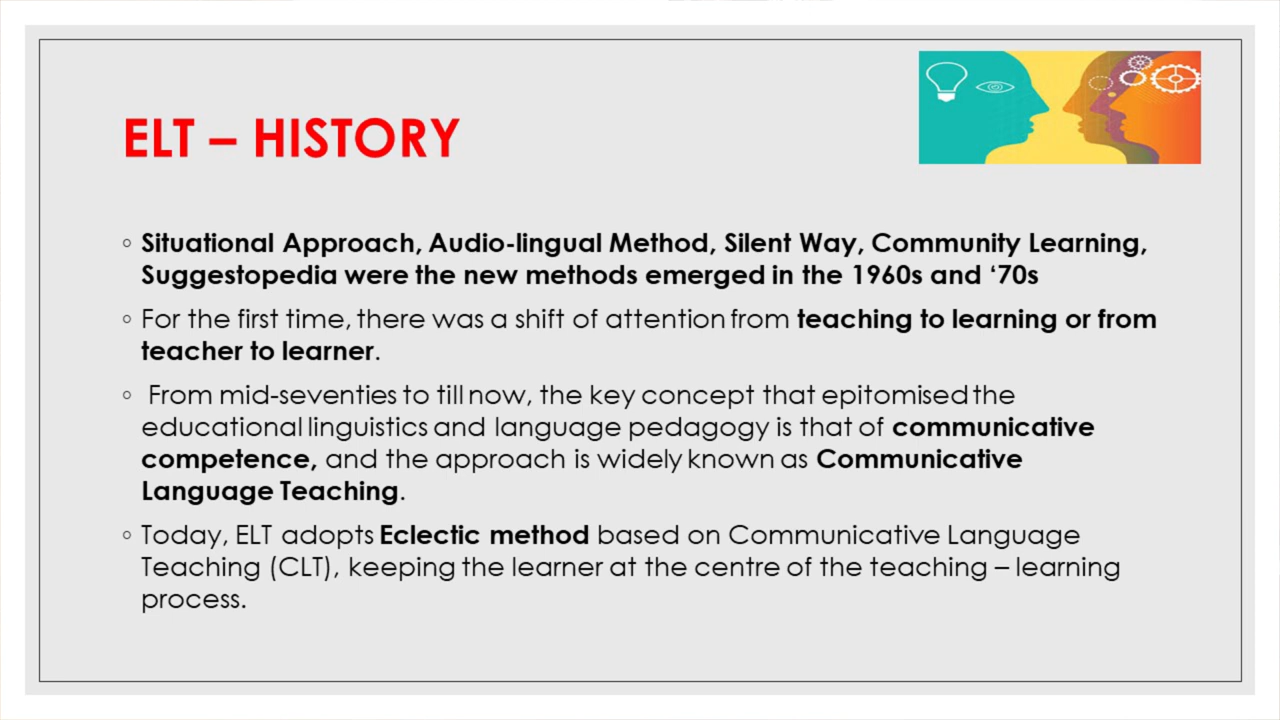 ELT – HISTORY
◦ Situational Approach, Audio-lingual Method, Silent Way, Community Learning,
Suggestopedia were the new methods emerged in the 1960s and ‘70s
◦ For the first time, there was a shift of attention from teaching to learning or from
teacher to learner.
◦ From mid-seventies to till now, the key concept that epitomised the
educational linguistics and language pedagogy is that of communicative
competence, and the approach is widely known as Communicative
Language Teaching.
◦ Today, ELT adopts Eclectic method based on Communicative Language
Teaching (CLT), keeping the learner at the centre of the teaching – learning
process.